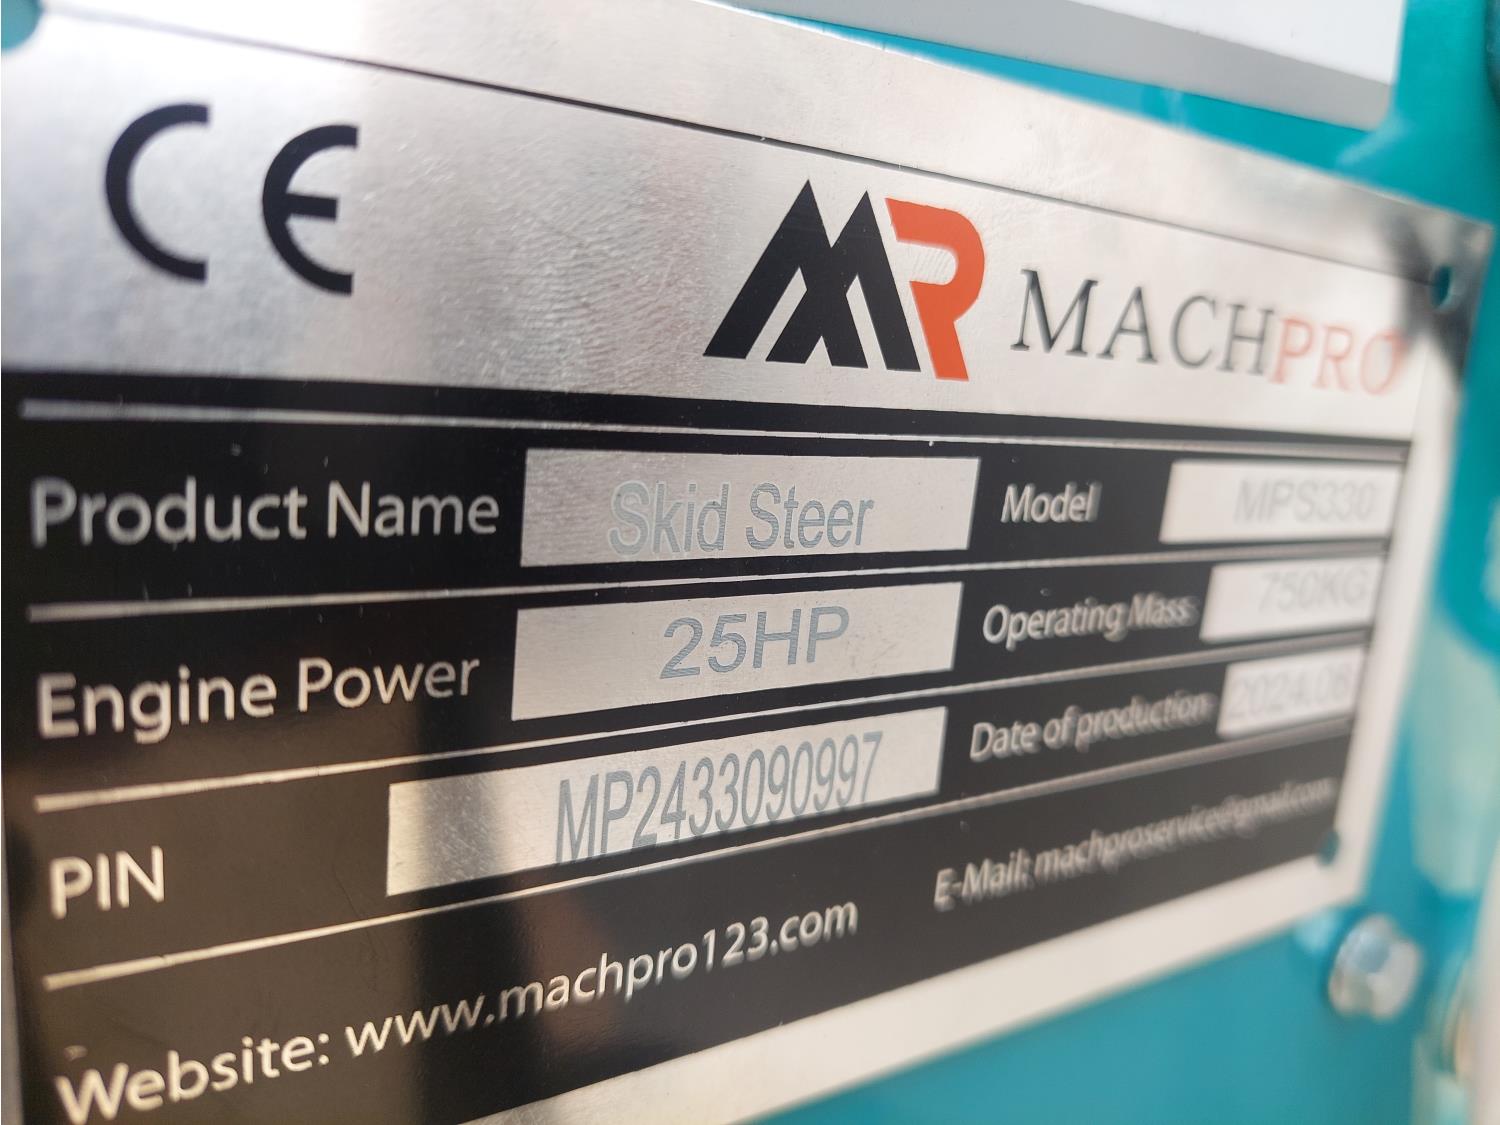 CE
MR MACHPRO
Product Name Skid Steer Model MPS330
Engine Power 25HP Operating Mass 750KG
PIN MP2433090997 Date of production 2024.08
Website: www.machpro123.com E-Mail: machproservice@gmail.com